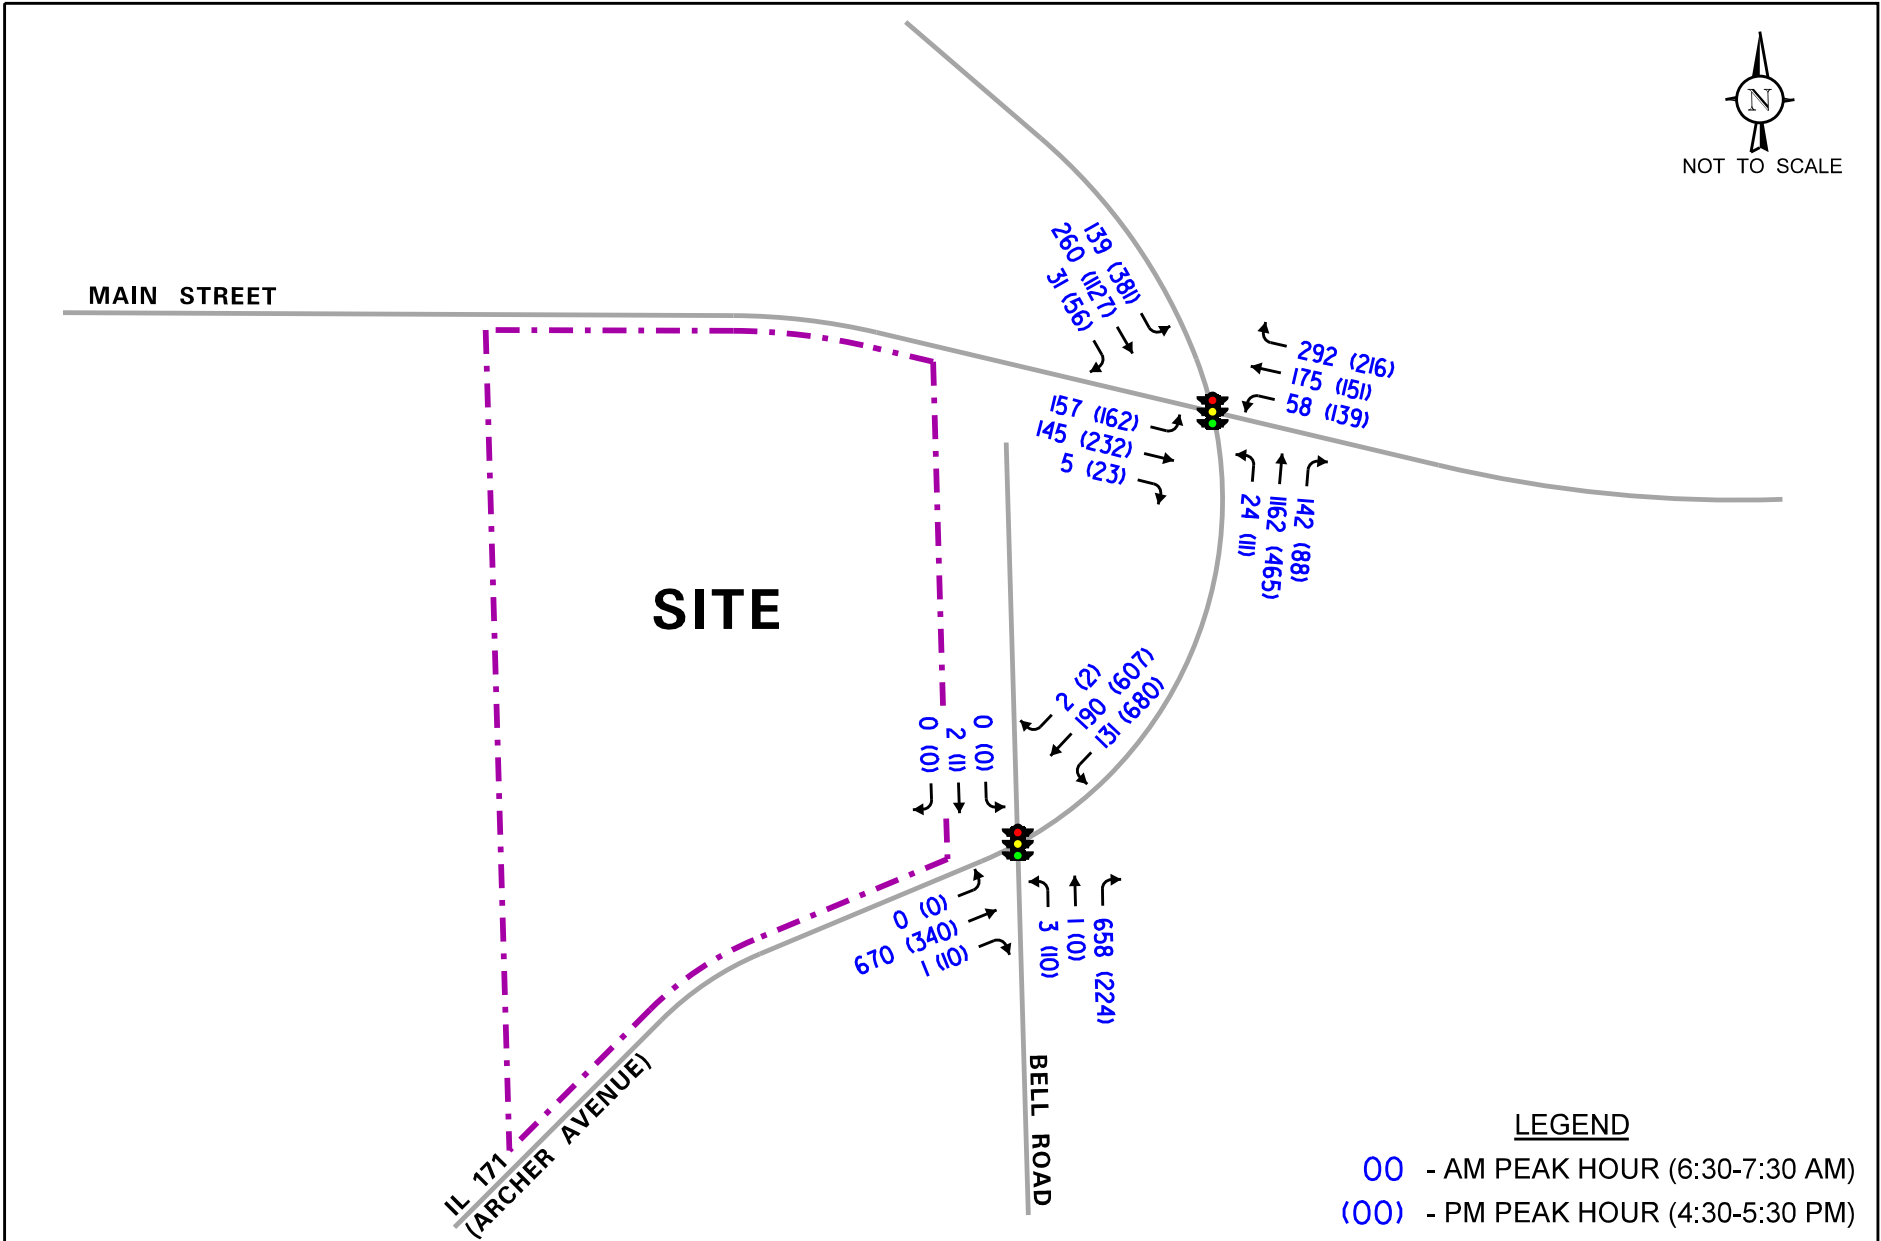 N
NOT TO SCALE
MAIN STREET
139 (381)
260 (1127)
31 (56)
292 (216)
175 (151)
58 (139)
157 (162)
145 (232)
5 (23)
24 (11)
1162 (465)
142 (88)
SITE
2 (2)
190 (607)
131 (680)
0 (0)
2 (1)
0 (0)
0 (0)
670 (340)
1 (10)
3 (10)
1 (0)
658 (224)
BELL ROAD
IL 171
(ARCHER AVENUE)
LEGEND
00 - AM PEAK HOUR (6:30-7:30 AM)
(00) - PM PEAK HOUR (4:30-5:30 PM)